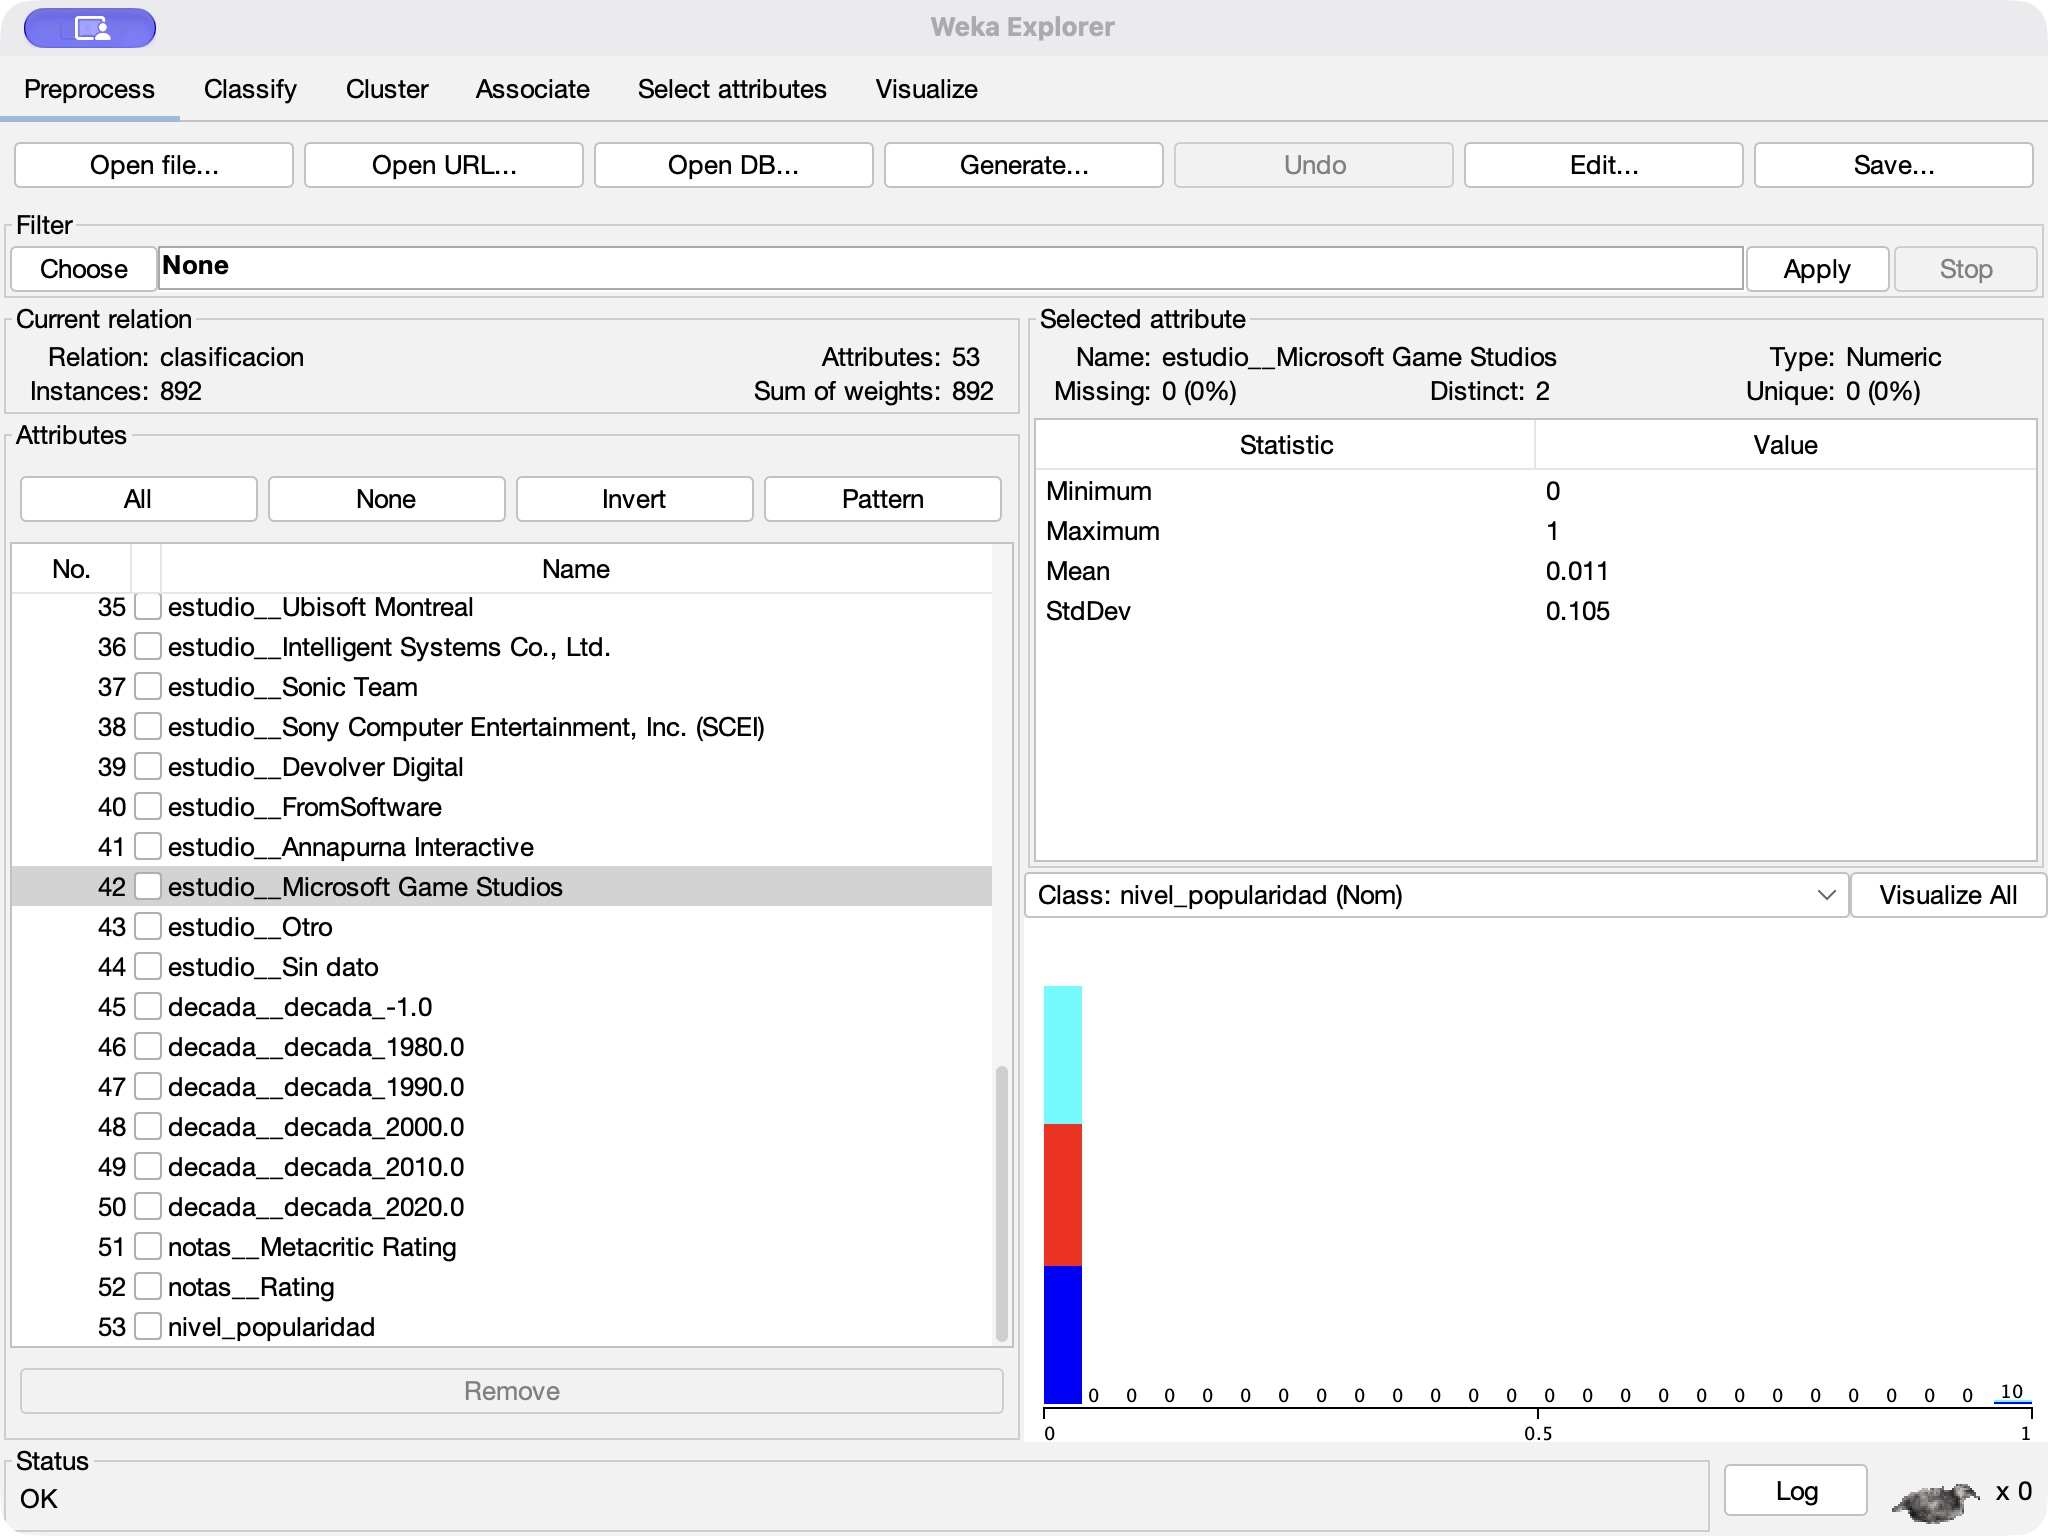 Weka Explorer
Preprocess Classify Cluster Associate Select attributes Visualize
Open file... Open URL... Open DB... Generate... Undo Edit... Save...
Filter
Choose None Apply Stop
Current relation
Relation: clasificacion Attributes: 53
Instances: 892 Sum of weights: 892
Attributes
All None Invert Pattern
No. Name
35 estudio__Ubisoft Montreal
36 estudio__Intelligent Systems Co., Ltd.
37 estudio__Sonic Team
38 estudio__Sony Computer Entertainment, Inc. (SCEI)
39 estudio__Devolver Digital
40 estudio__FromSoftware
41 estudio__Annapurna Interactive
42 estudio__Microsoft Game Studios
43 estudio__Otro
44 estudio__Sin dato
45 decada__decada_-1.0
46 decada__decada_1980.0
47 decada__decada_1990.0
48 decada__decada_2000.0
49 decada__decada_2010.0
50 decada__decada_2020.0
51 notas__Metacritic Rating
52 notas__Rating
53 nivel_popularidad
Remove
Selected attribute
Name: estudio__Microsoft Game Studios Type: Numeric
Missing: 0 (0%) Distinct: 2 Unique: 0 (0%)
Statistic Value
Minimum 0
Maximum 1
Mean 0.011
StdDev 0.105
Class: nivel_popularidad (Nom) Visualize All
0 0 0 0 0 0 0 0 0 0 0 0 0 0 0 0 0 0 0 0 0 0 0 0 10
0 0.5 1
Status
OK
Log x 0